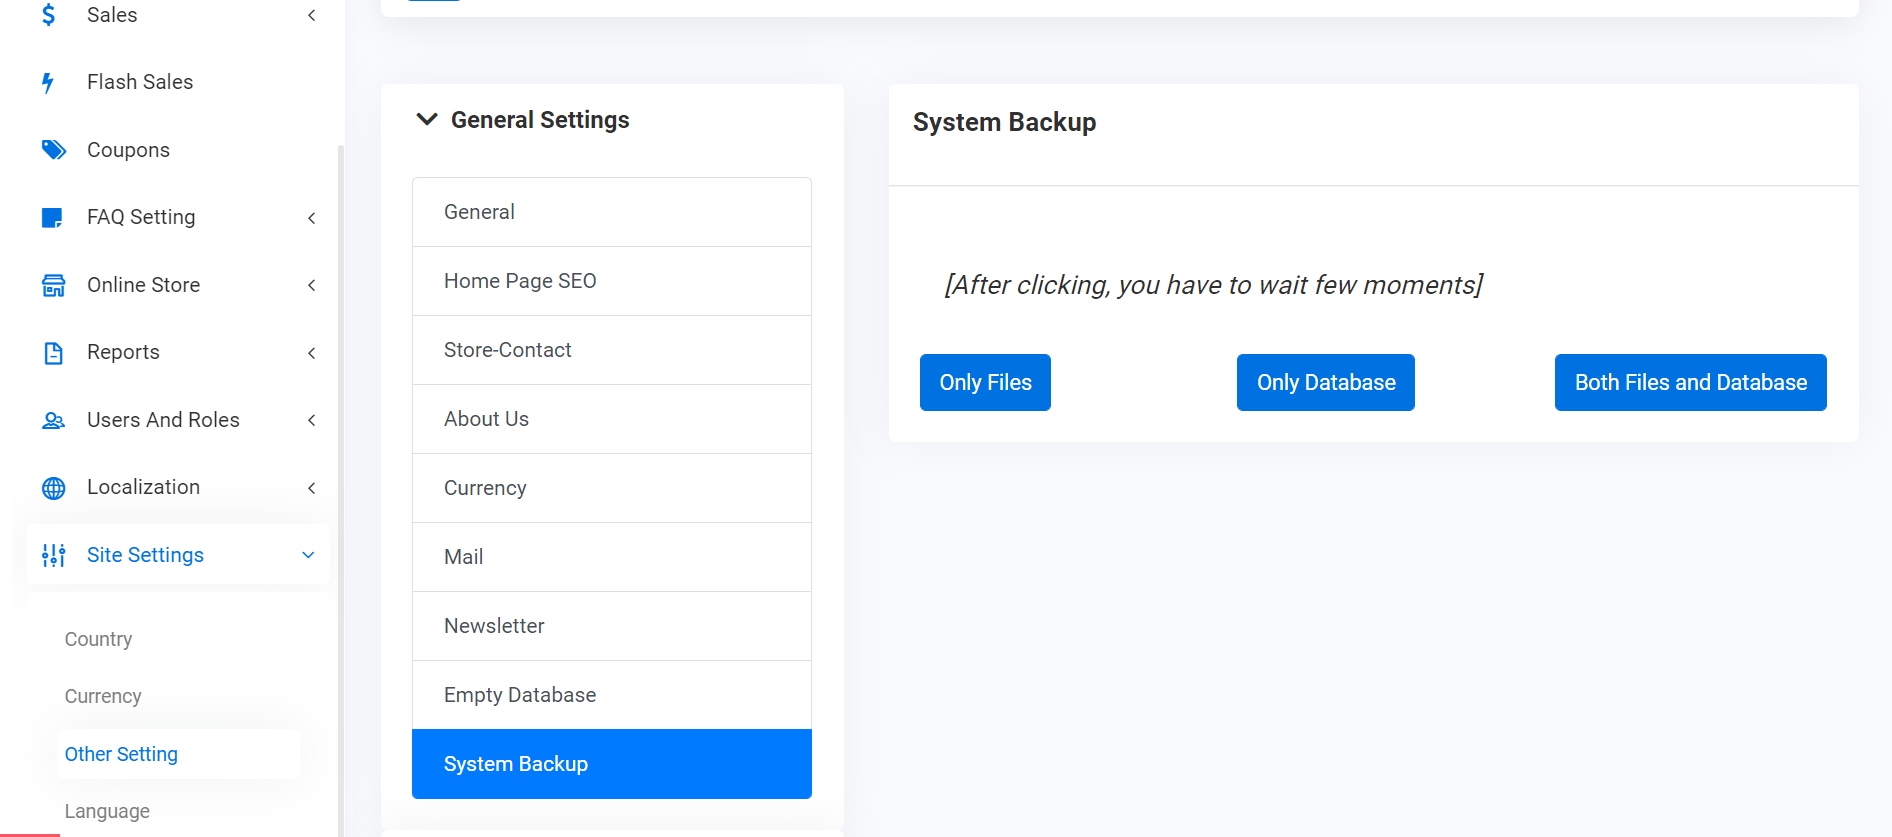 Sales
Flash Sales
Coupons
FAQ Setting
Online Store
Reports
Users And Roles
Localization
Site Settings
Country
Currency
Other Setting
Language
General Settings
General
Home Page SEO
Store-Contact
About Us
Currency
Mail
Newsletter
Empty Database
System Backup
System Backup
[After clicking, you have to wait few moments]
Only Files
Only Database
Both Files and Database